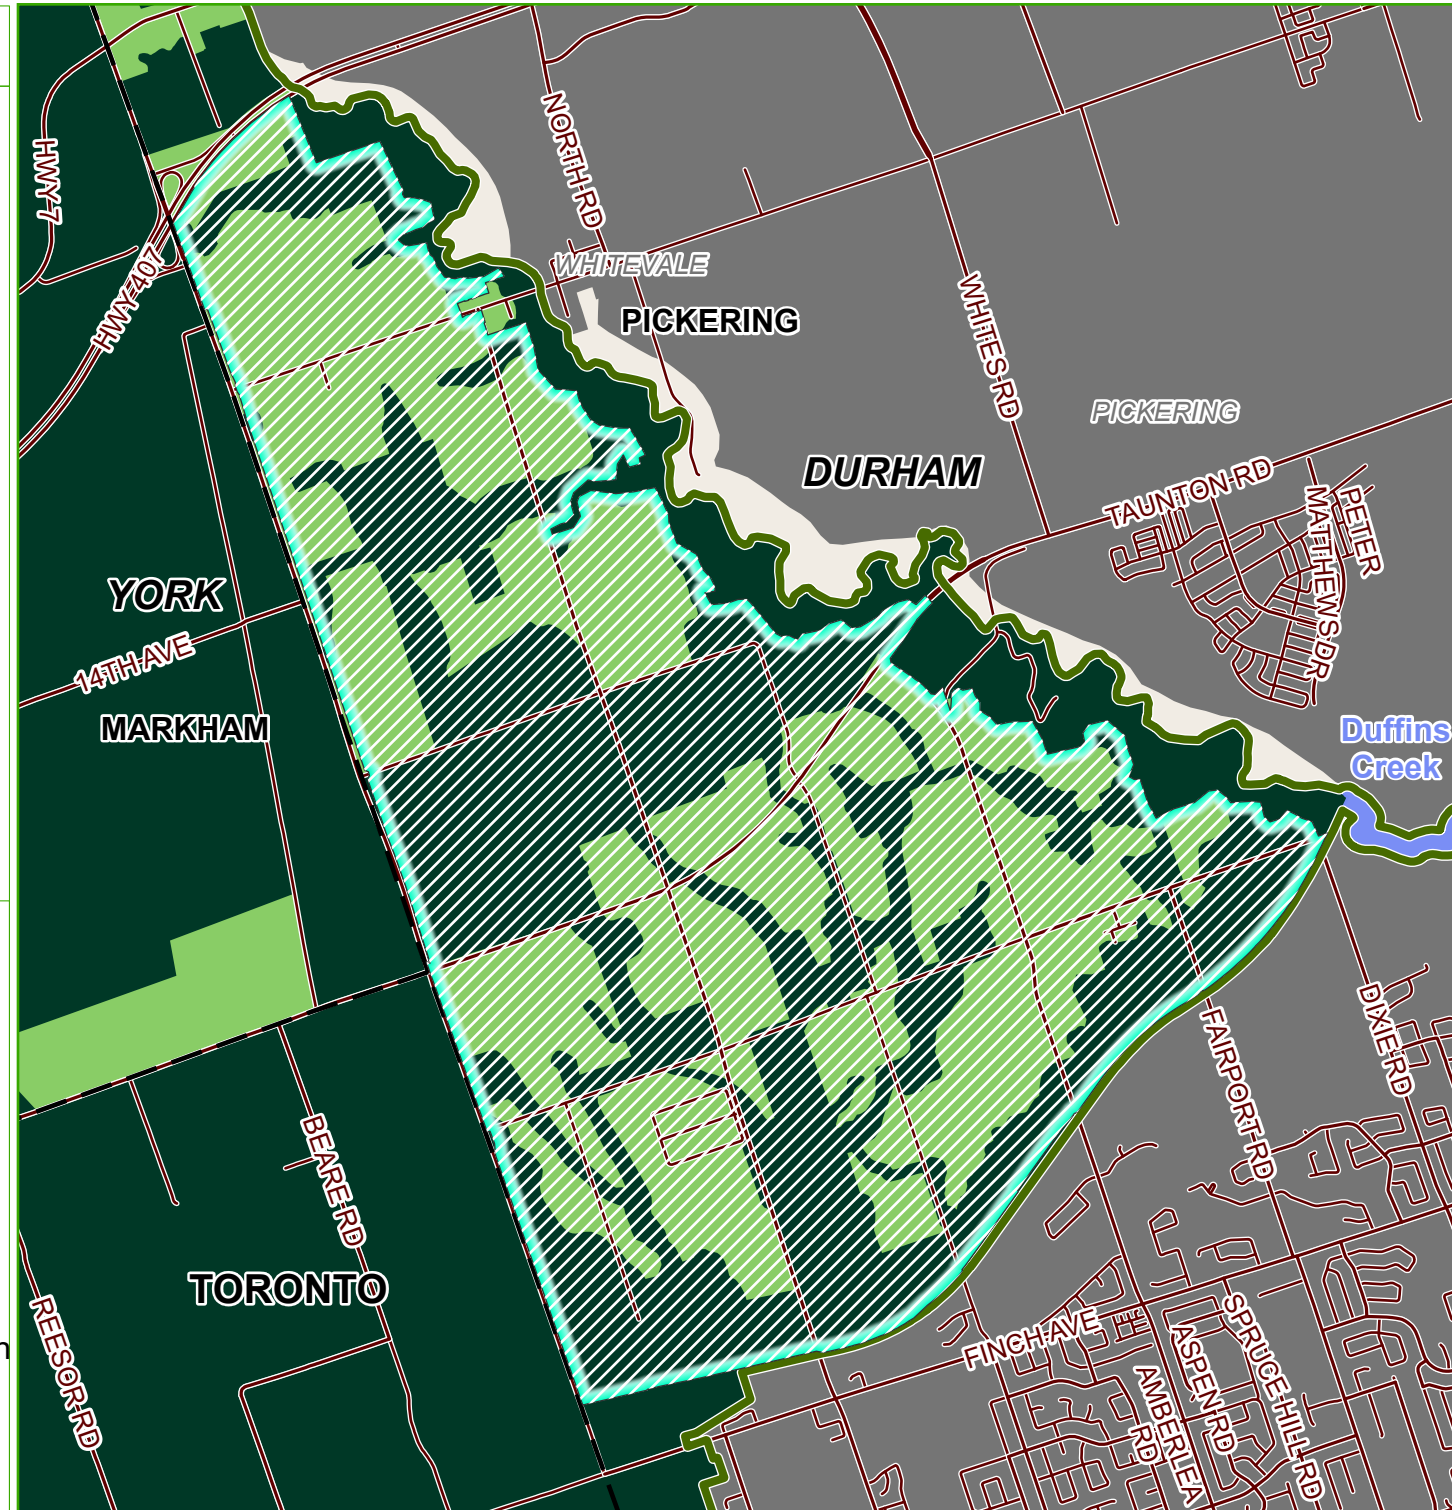 HWY-7
NORTH-RD
HWY-407
WHITEVALE
PICKERING
WHITES-RD
PICKERING
DURHAM
TAUNTON-RD
PETER
MATTHEWS-DR
YORK
14TH-AVE
MARKHAM
Duffins
Creek
DIXIE-RD
FAIRPORT-RD
BEARE-RD
TORONTO
REESOR-RD
n
FINCH-AVE
SPRUCE-HILL-RD
ASPEN-RD
AMBERLEA
RD